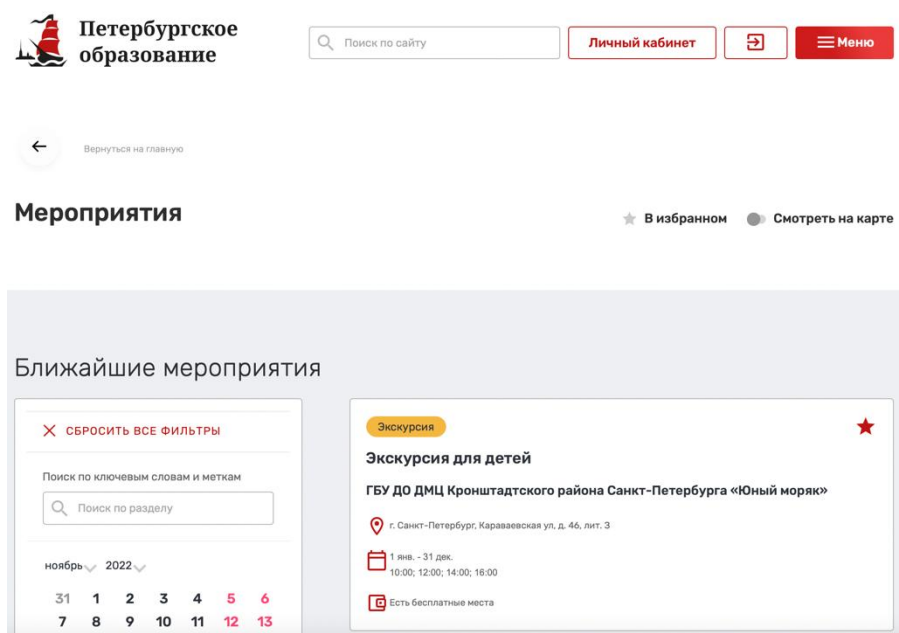 Петербургское
образование
Поиск по сайту
Личный кабинет
Меню
Вернуться на главную
Мероприятия
В избранном
Смотреть на карте
Ближайшие мероприятия
СБРОСИТЬ ВСЕ ФИЛЬТРЫ
Поиск по ключевым словам и меткам
Поиск по разделу
ноябрь 2022
31 1 2 3 4 5 6
7 8 9 10 11 12 13
Экскурсия
Экскурсия для детей
ГБУ ДО ДМЦ Кронштадтского района Санкт-Петербурга «Юный моряк»
г. Санкт-Петербург, Караваевская ул, д. 46, лит. З
1 янв. - 31 дек.
10:00; 12:00; 14:00; 16:00
Есть бесплатные места